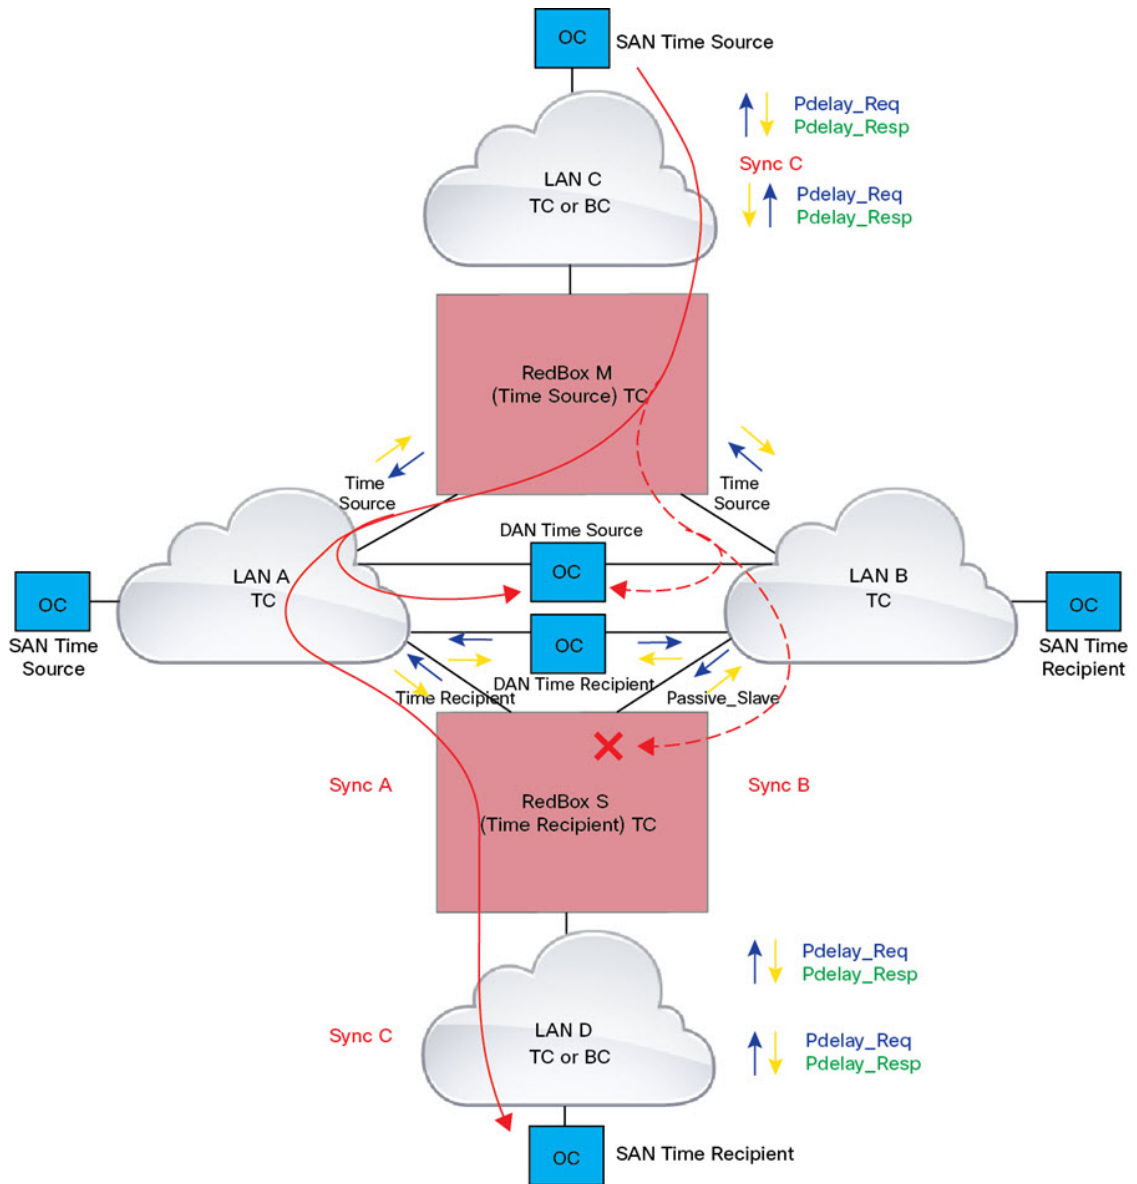 OC
SAN Time Source
Pdelay_Req
Pdelay_Resp
Sync C
Pdelay_Req
Pdelay_Resp
LAN C
TC or BC
RedBox M
(Time Source) TC
Time
Source
Time
Source
DAN Time Source
OC
LAN A
TC
LAN B
TC
OC
SAN Time
Source
OC
SAN Time
Recipient
OC
DAN Time Recipient
Time Recipient
Passive_Slave
Sync A
Sync B
RedBox S
(Time Recipient) TC
Pdelay_Req
Pdelay_Resp
Sync C
LAN D
TC or BC
Pdelay_Req
Pdelay_Resp
OC
SAN Time Recipient